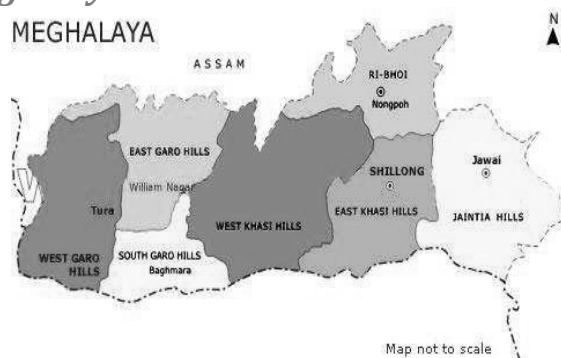 MEGHALAYA
N
ASSAM
RI-BHOI
Nongpoh
EAST GARO HILLS
William Nagar
SHILLONG
Jawai
Tura
WEST KHASI HILLS
EAST KHASI HILLS
JAINTIA HILLS
WEST GARO
HILLS
SOUTH GARO HILLS
Baghmara
Map not to scale